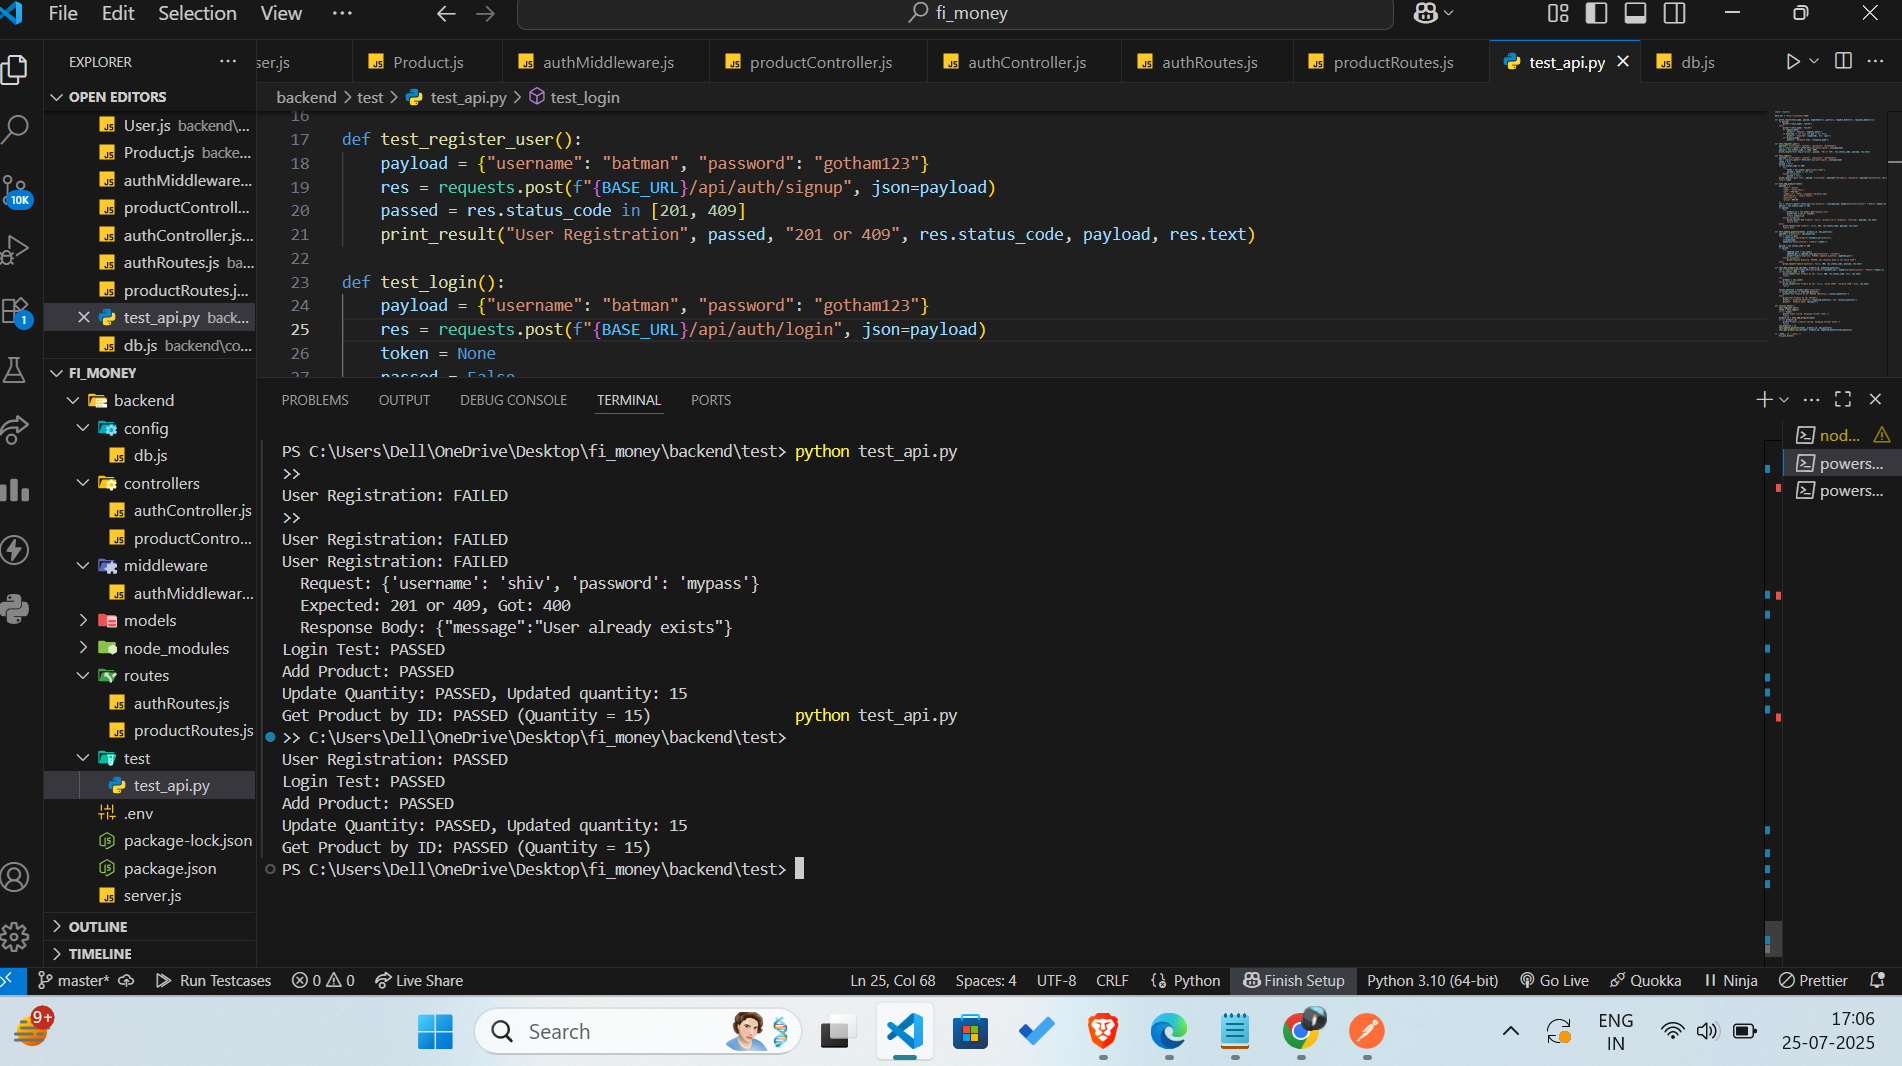 File Edit Selection View ...
fi_money
EXPLORER ...
ser.js Product.js authMiddleware.js productController.js authController.js authRoutes.js productRoutes.js test_api.py db.js
OPEN EDITORS
User.js backend\...
Product.js backe...
authMiddleware...
productControll...
authController.js...
authRoutes.js ba...
productRoutes.j...
test_api.py back...
db.js backend\co...
FI_MONEY
backend
config
db.js
controllers
authController.js
productContro...
middleware
authMiddlewar...
models
node_modules
routes
authRoutes.js
productRoutes.js
test
test_api.py
.env
package-lock.json
package.json
server.js
OUTLINE
TIMELINE
10K
1
backend > test > test_api.py > test_login
16
17 def test_register_user():
18 payload = {"username": "batman", "password": "gotham123"}
19 res = requests.post(f"{BASE_URL}/api/auth/signup", json=payload)
20 passed = res.status_code in [201, 409]
21 print_result("User Registration", passed, "201 or 409", res.status_code, payload, res.text)
22
23 def test_login():
24 payload = {"username": "batman", "password": "gotham123"}
25 res = requests.post(f"{BASE_URL}/api/auth/login", json=payload)
26 token = None
27 passed = False
PROBLEMS OUTPUT DEBUG CONSOLE TERMINAL PORTS
nod...
powers...
powers...
PS C:\Users\Dell\OneDrive\Desktop\fi_money\backend\test> python test_api.py
>>
User Registration: FAILED
>>
User Registration: FAILED
User Registration: FAILED
Request: {'username': 'shiv', 'password': 'mypass'}
Expected: 201 or 409, Got: 400
Response Body: {"message":"User already exists"}
Login Test: PASSED
Add Product: PASSED
Update Quantity: PASSED, Updated quantity: 15
Get Product by ID: PASSED (Quantity = 15) python test_api.py
>> C:\Users\Dell\OneDrive\Desktop\fi_money\backend\test>
User Registration: PASSED
Login Test: PASSED
Add Product: PASSED
Update Quantity: PASSED, Updated quantity: 15
Get Product by ID: PASSED (Quantity = 15)
PS C:\Users\Dell\OneDrive\Desktop\fi_money\backend\test>
master* Run Testcases 0 0 Live Share Ln 25, Col 68 Spaces: 4 UTF-8 CRLF Python Finish Setup Python 3.10 (64-bit) Go Live Quokka Ninja Prettier
9+
Search
ENG
IN
17:06
25-07-2025